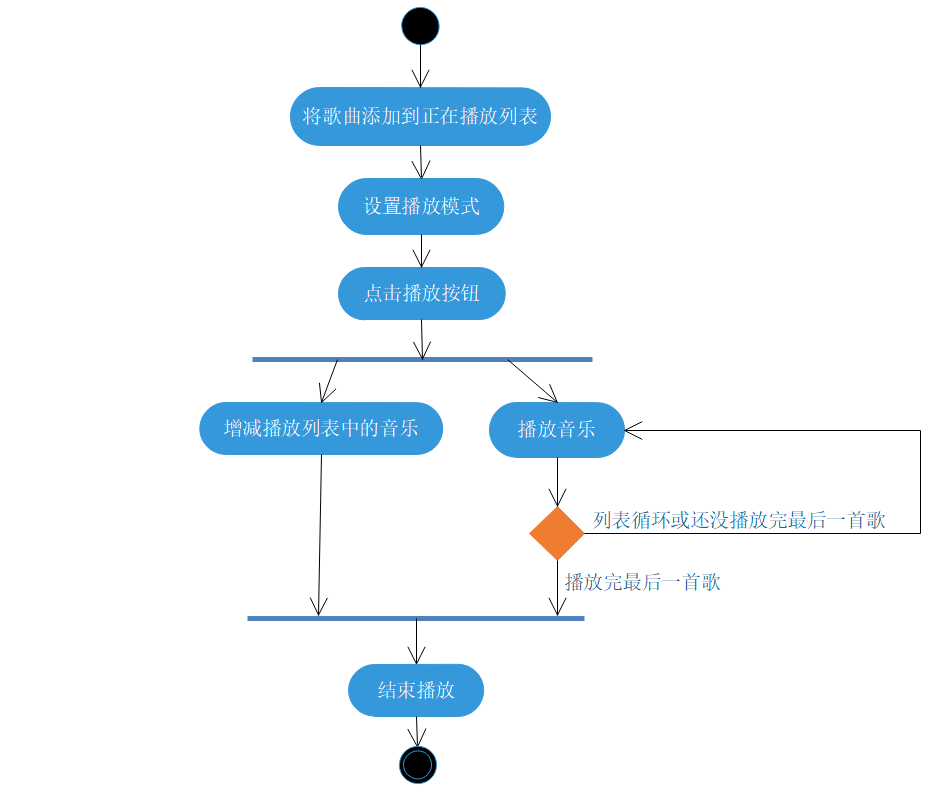 将歌曲添加到正在播放列表
设置播放模式
点击播放按钮
增减播放列表中的音乐
播放音乐
列表循环或还没播放完最后一首歌
播放完最后一首歌
结束播放